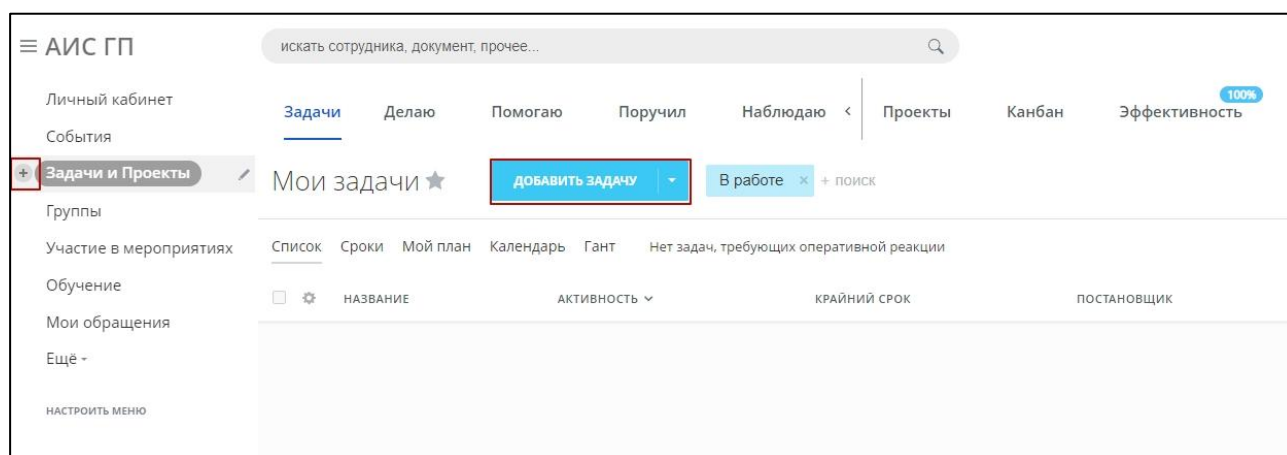 АИС ГП
искать сотрудника, документ, прочее...
Личный кабинет
События
Задачи и Проекты
Группы
Участие в мероприятиях
Обучение
Мои обращения
Ещё
НАСТРОИТЬ МЕНЮ
Задачи Делаю Помогаю Поручил Наблюдаю < Проекты Канбан Эффективность 100%
Мои задачи ДОБАВИТЬ ЗАДАЧУ В работе × + поиск
Список Сроки Мой план Календарь Гант Нет задач, требующих оперативной реакции
НАЗВАНИЕ АКТИВНОСТЬ КРАЙНИЙ СРОК ПОСТАНОВЩИК